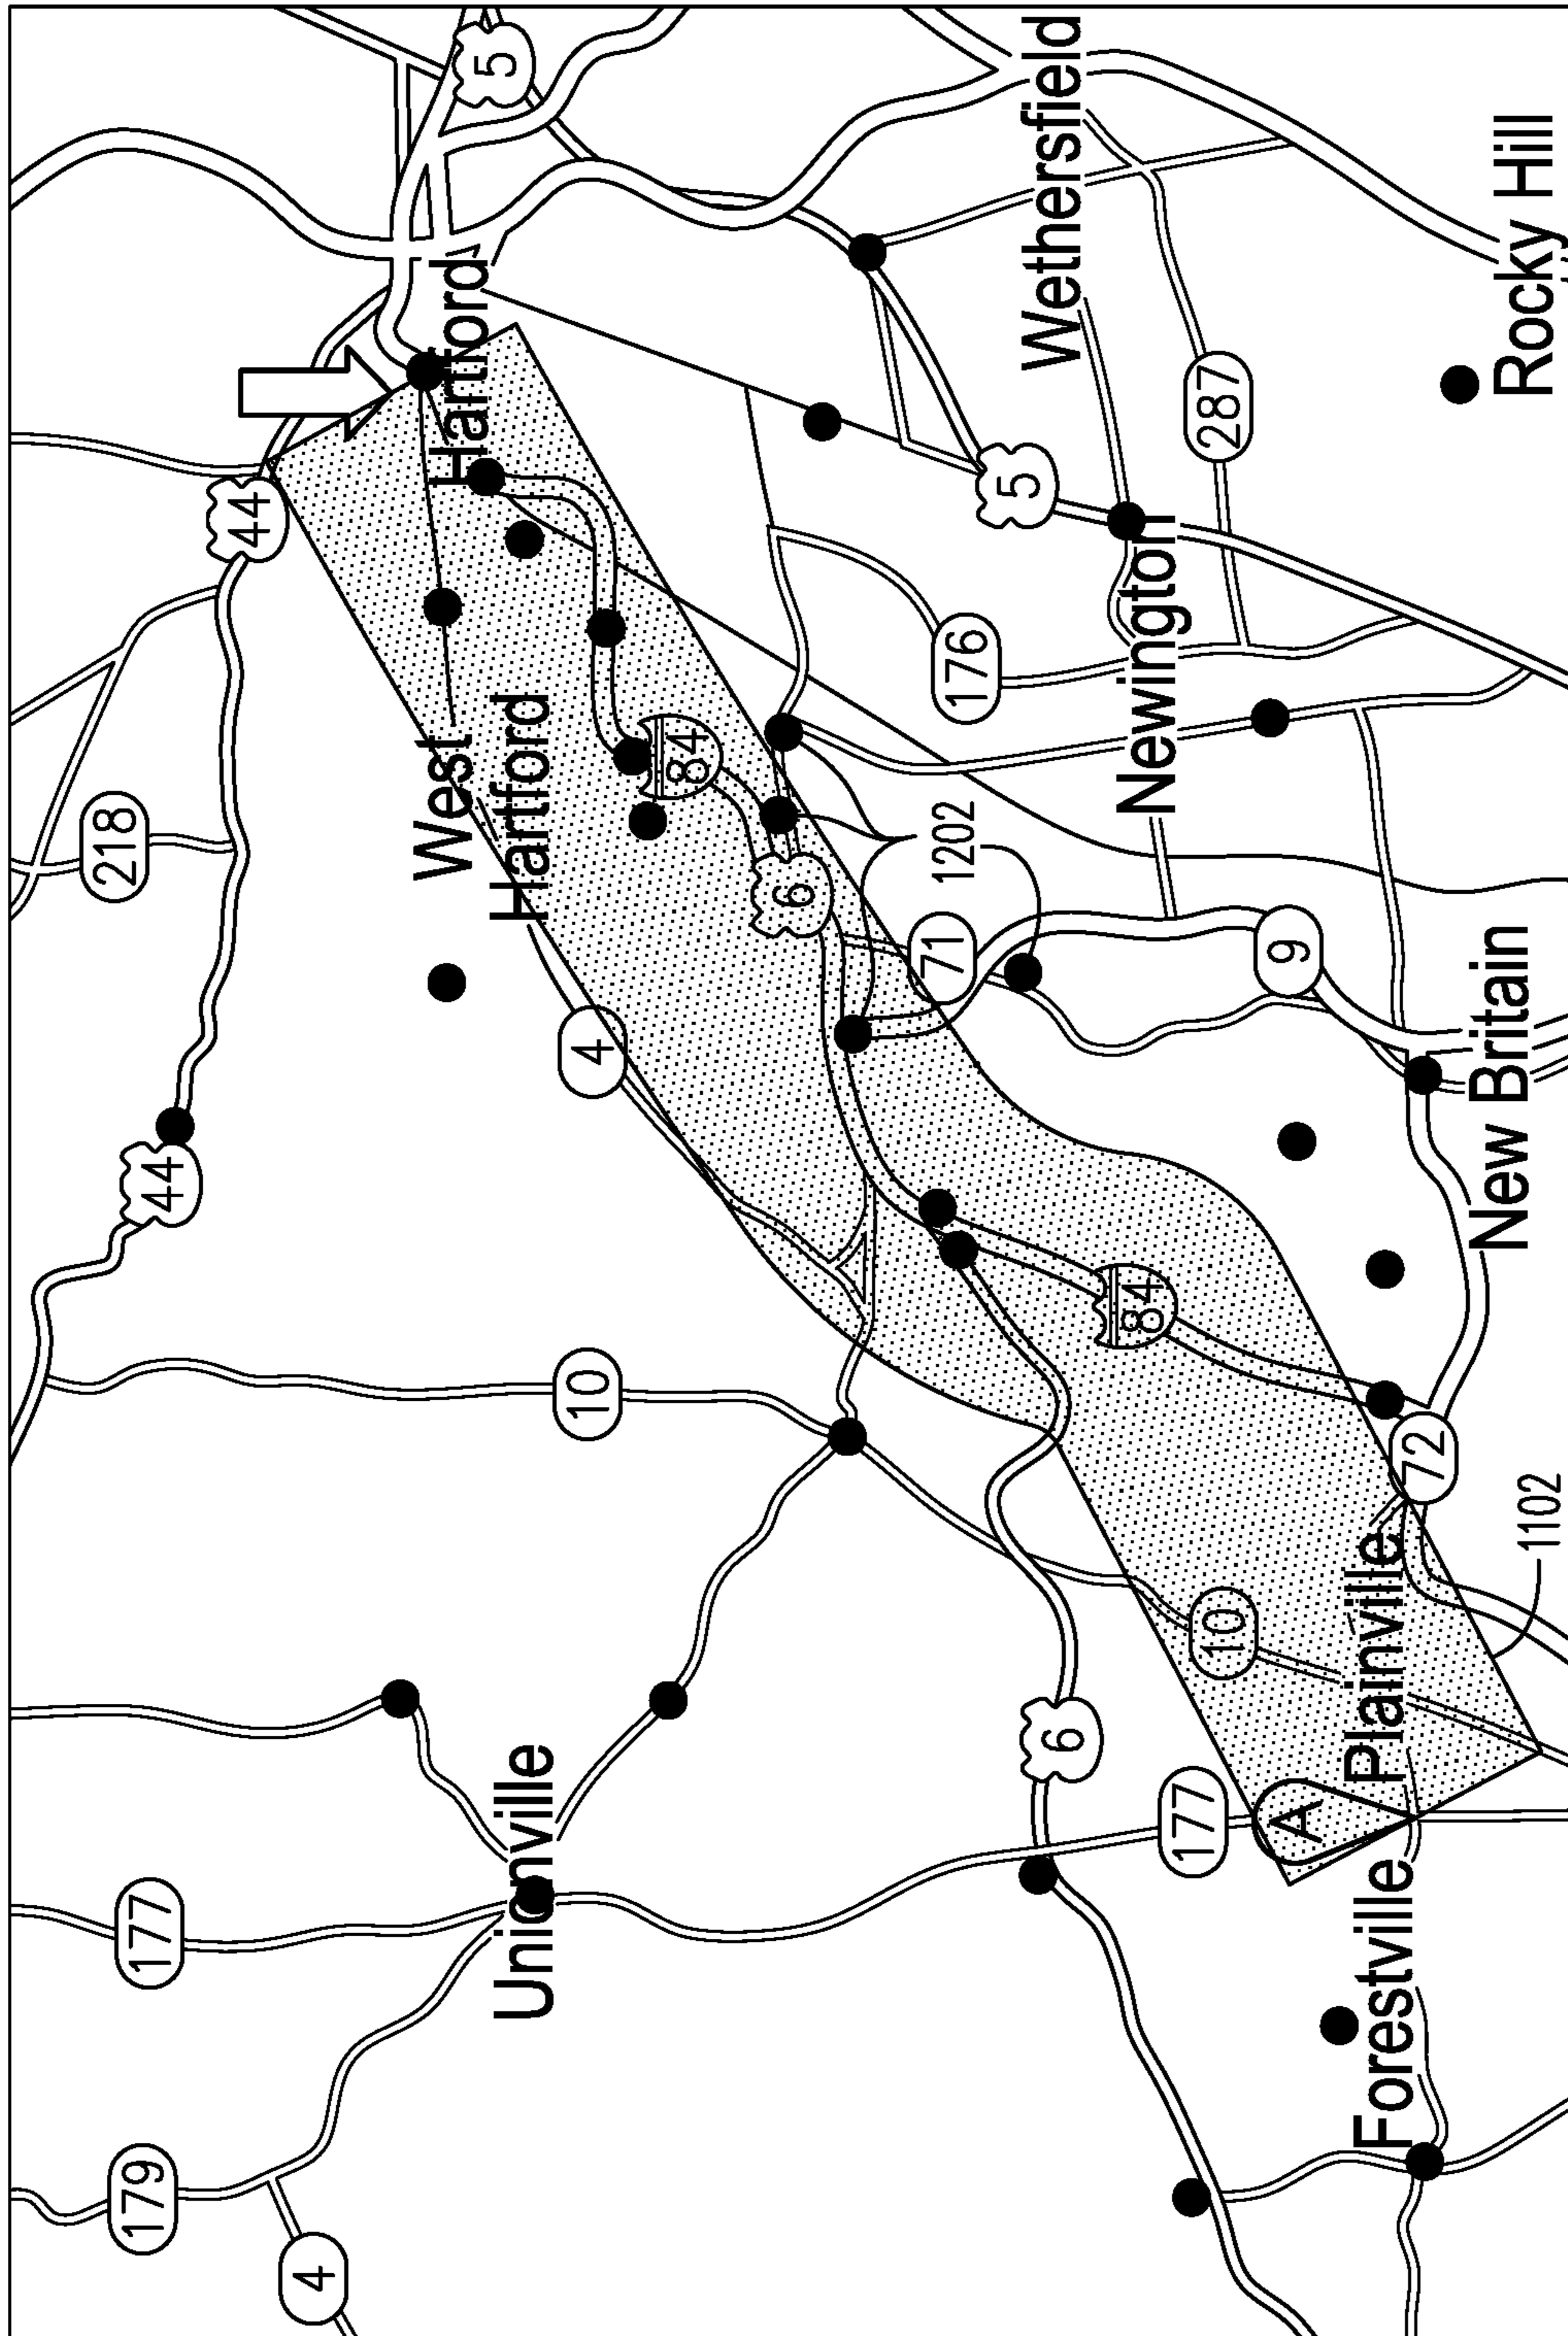 179
177
44
218
44
4
West
Hartford
Hartford
5
Unionville
10
4
84
6
71
1202
176
5
6
Wethersfield
84
Newington
177
10
287
A
9
Forestville
Plainville
72
New Britain
Rocky Hill
1102